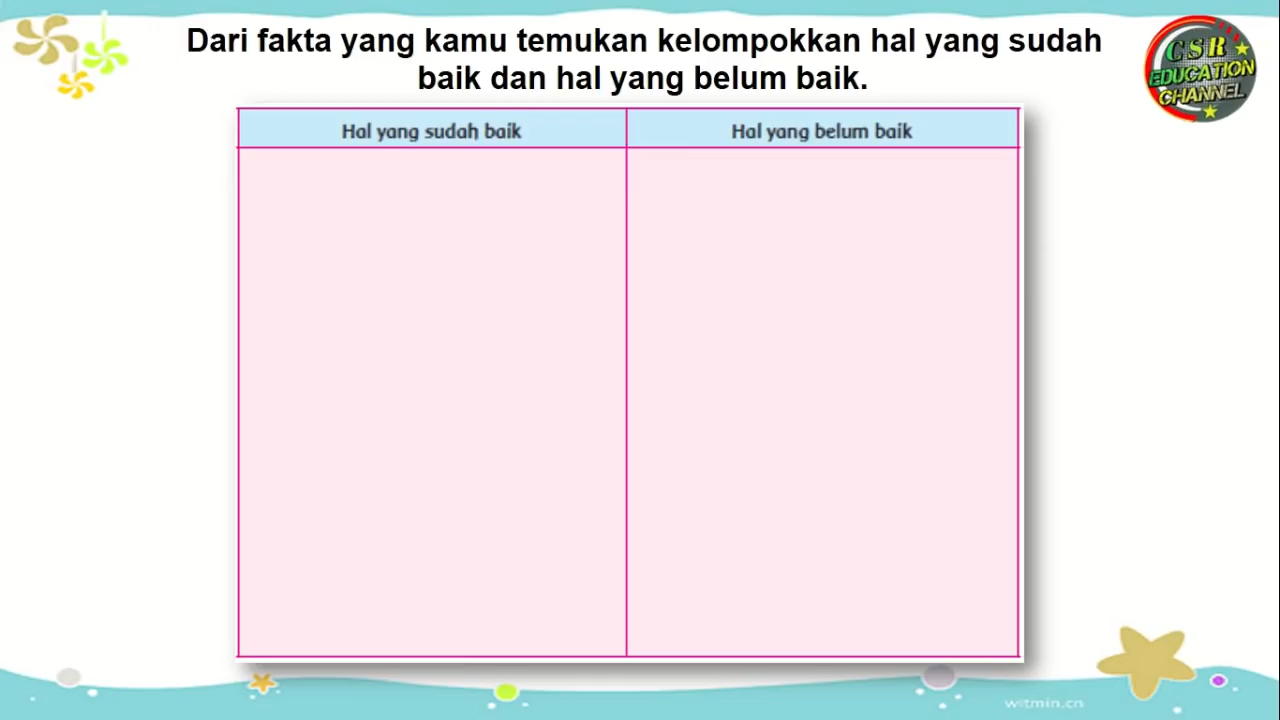 Dari fakta yang kamu temukan kelompokkan hal yang sudah
baik dan hal yang belum baik.
CSR
EDUCATION
CHANNEL
Hal yang sudah baik
Hal yang belum baik
witmin.cn